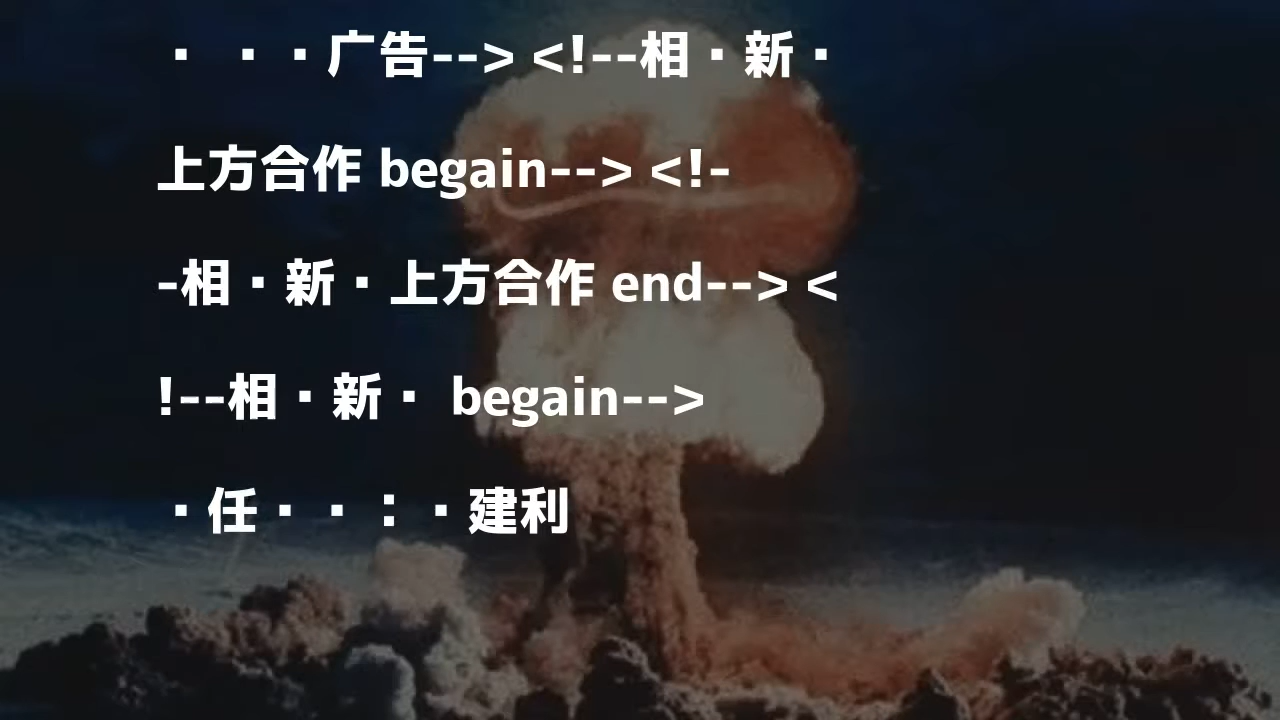 · ··广告--> <!--相·新·
上方合作 begain--> <!-
-相·新·上方合作 end--> <
!--相·新· begain-->
·任··：·建利